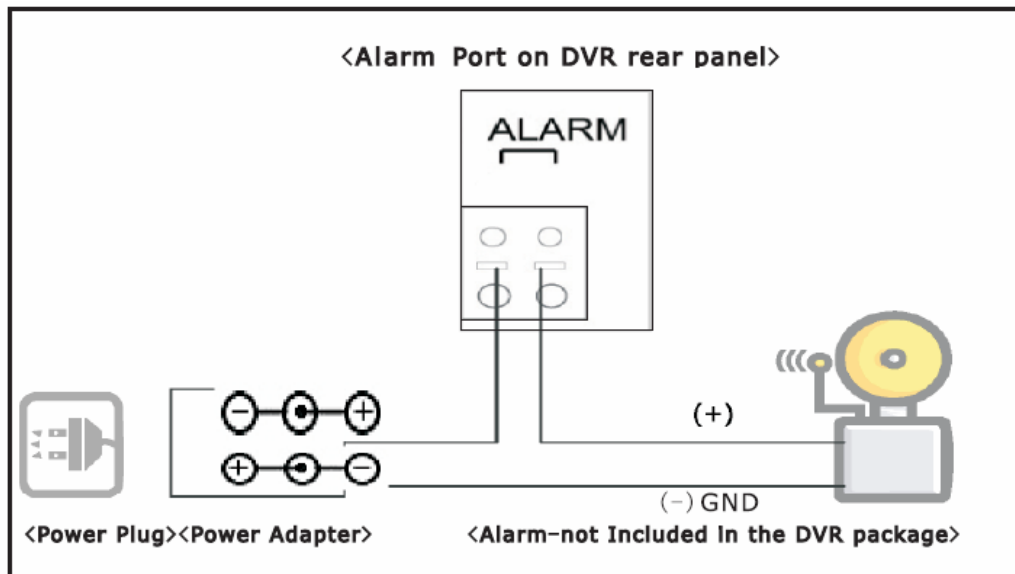 <Alarm Port on DVR rear panel>
ALARM
(+)
(-) GND
<Power Plug><Power Adapter>
<Alarm-not Included in the DVR package>